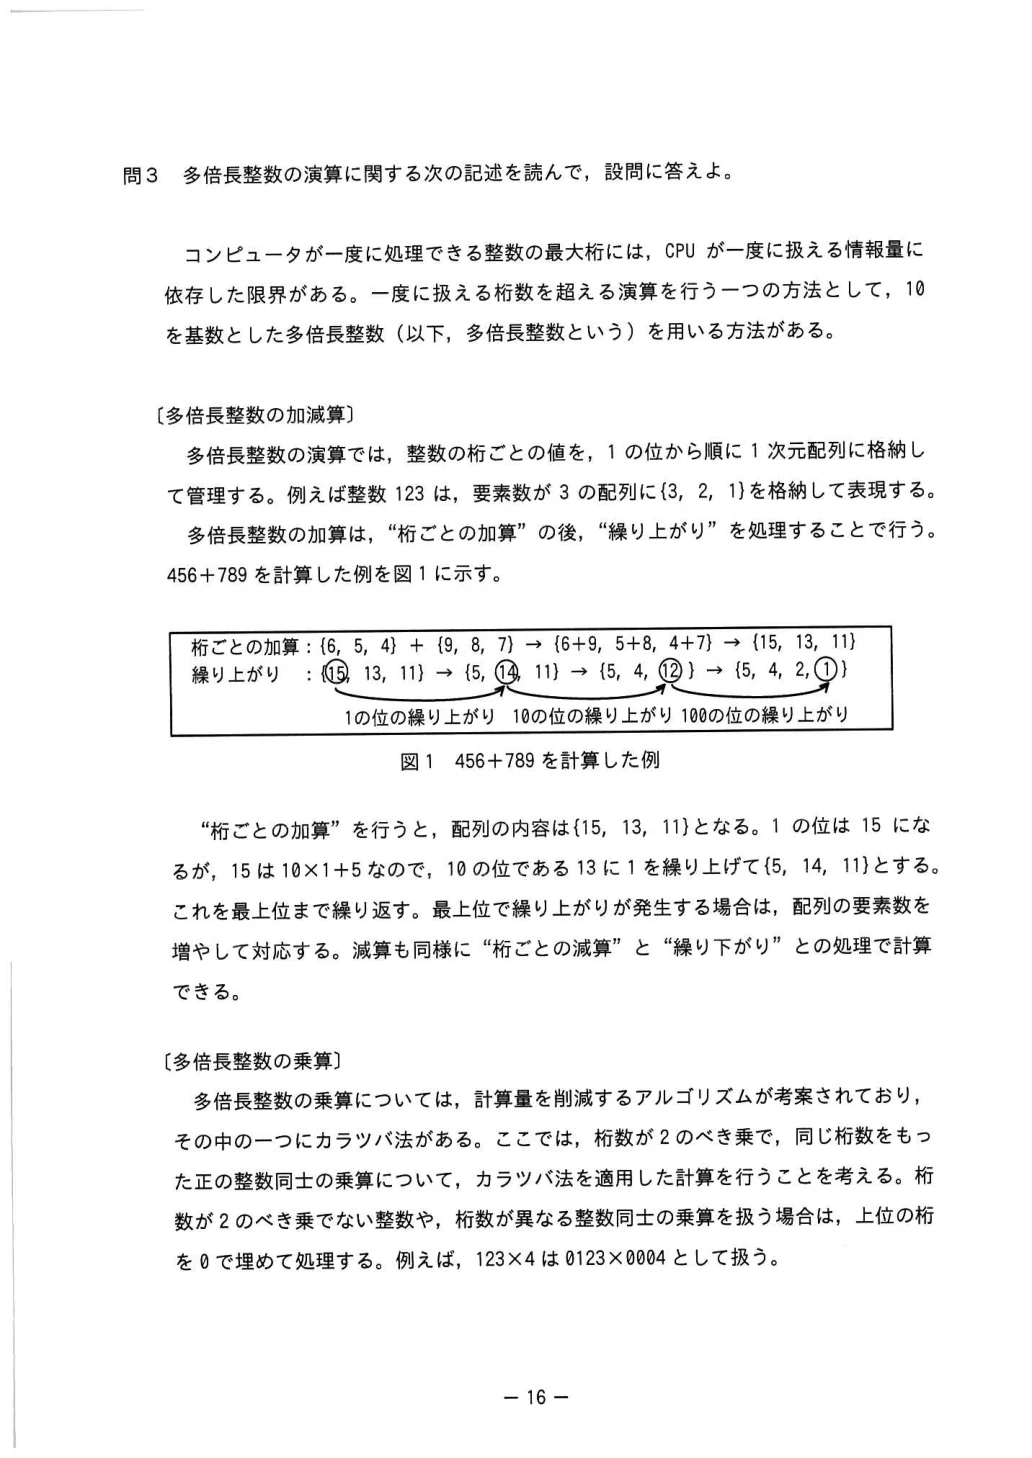 問3　多倍長整数の演算に関する次の記述を読んで，設問に答えよ。
コンピュータが一度に処理できる整数の最大桁には，CPU が一度に扱える情報量に
依存した限界がある。一度に扱える桁数を超える演算を行う一つの方法として，10
を基数とした多倍長整数（以下，多倍長整数という）を用いる方法がある。
〔多倍長整数の加減算〕
多倍長整数の演算では，整数の桁ごとの値を，1 の位から順に 1 次元配列に格納し
て管理する。例えば整数 123 は，要素数が 3 の配列に{3, 2, 1}を格納して表現する。
多倍長整数の加算は，“桁ごとの加算” の後，“繰り上がり” を処理することで行う。
456＋789 を計算した例を図1に示す。
桁ごとの加算：{6, 5, 4} ＋ {9, 8, 7} → {6+9, 5+8, 4+7} → {15, 13, 11}
繰り上がり　：{15, 13, 11} → {5, 14, 11} → {5, 4, 12} → {5, 4, 2, 1}
1の位の繰り上がり　10の位の繰り上がり　100の位の繰り上がり
図1　456＋789 を計算した例
“桁ごとの加算” を行うと，配列の内容は{15, 13, 11}となる。1 の位は 15 にな
るが，15 は 10×1＋5 なので，10 の位である 13 に 1 を繰り上げて{5, 14, 11}とする。
これを最上位まで繰り返す。最上位で繰り上がりが発生する場合は，配列の要素数を
増やして対応する。減算も同様に “桁ごとの減算” と “繰り下がり” との処理で計算
できる。
〔多倍長整数の乗算〕
多倍長整数の乗算については，計算量を削減するアルゴリズムが考案されており，
その中の一つにカラツバ法がある。ここでは，桁数が 2 のべき乗で，同じ桁数をもっ
た正の整数同士の乗算について，カラツバ法を適用した計算を行うことを考える。桁
数が 2 のべき乗でない整数や，桁数が異なる整数同士の乗算を扱う場合は，上位の桁
を 0 で埋めて処理する。例えば，123×4 は 0123×0004 として扱う。
－ 16 －